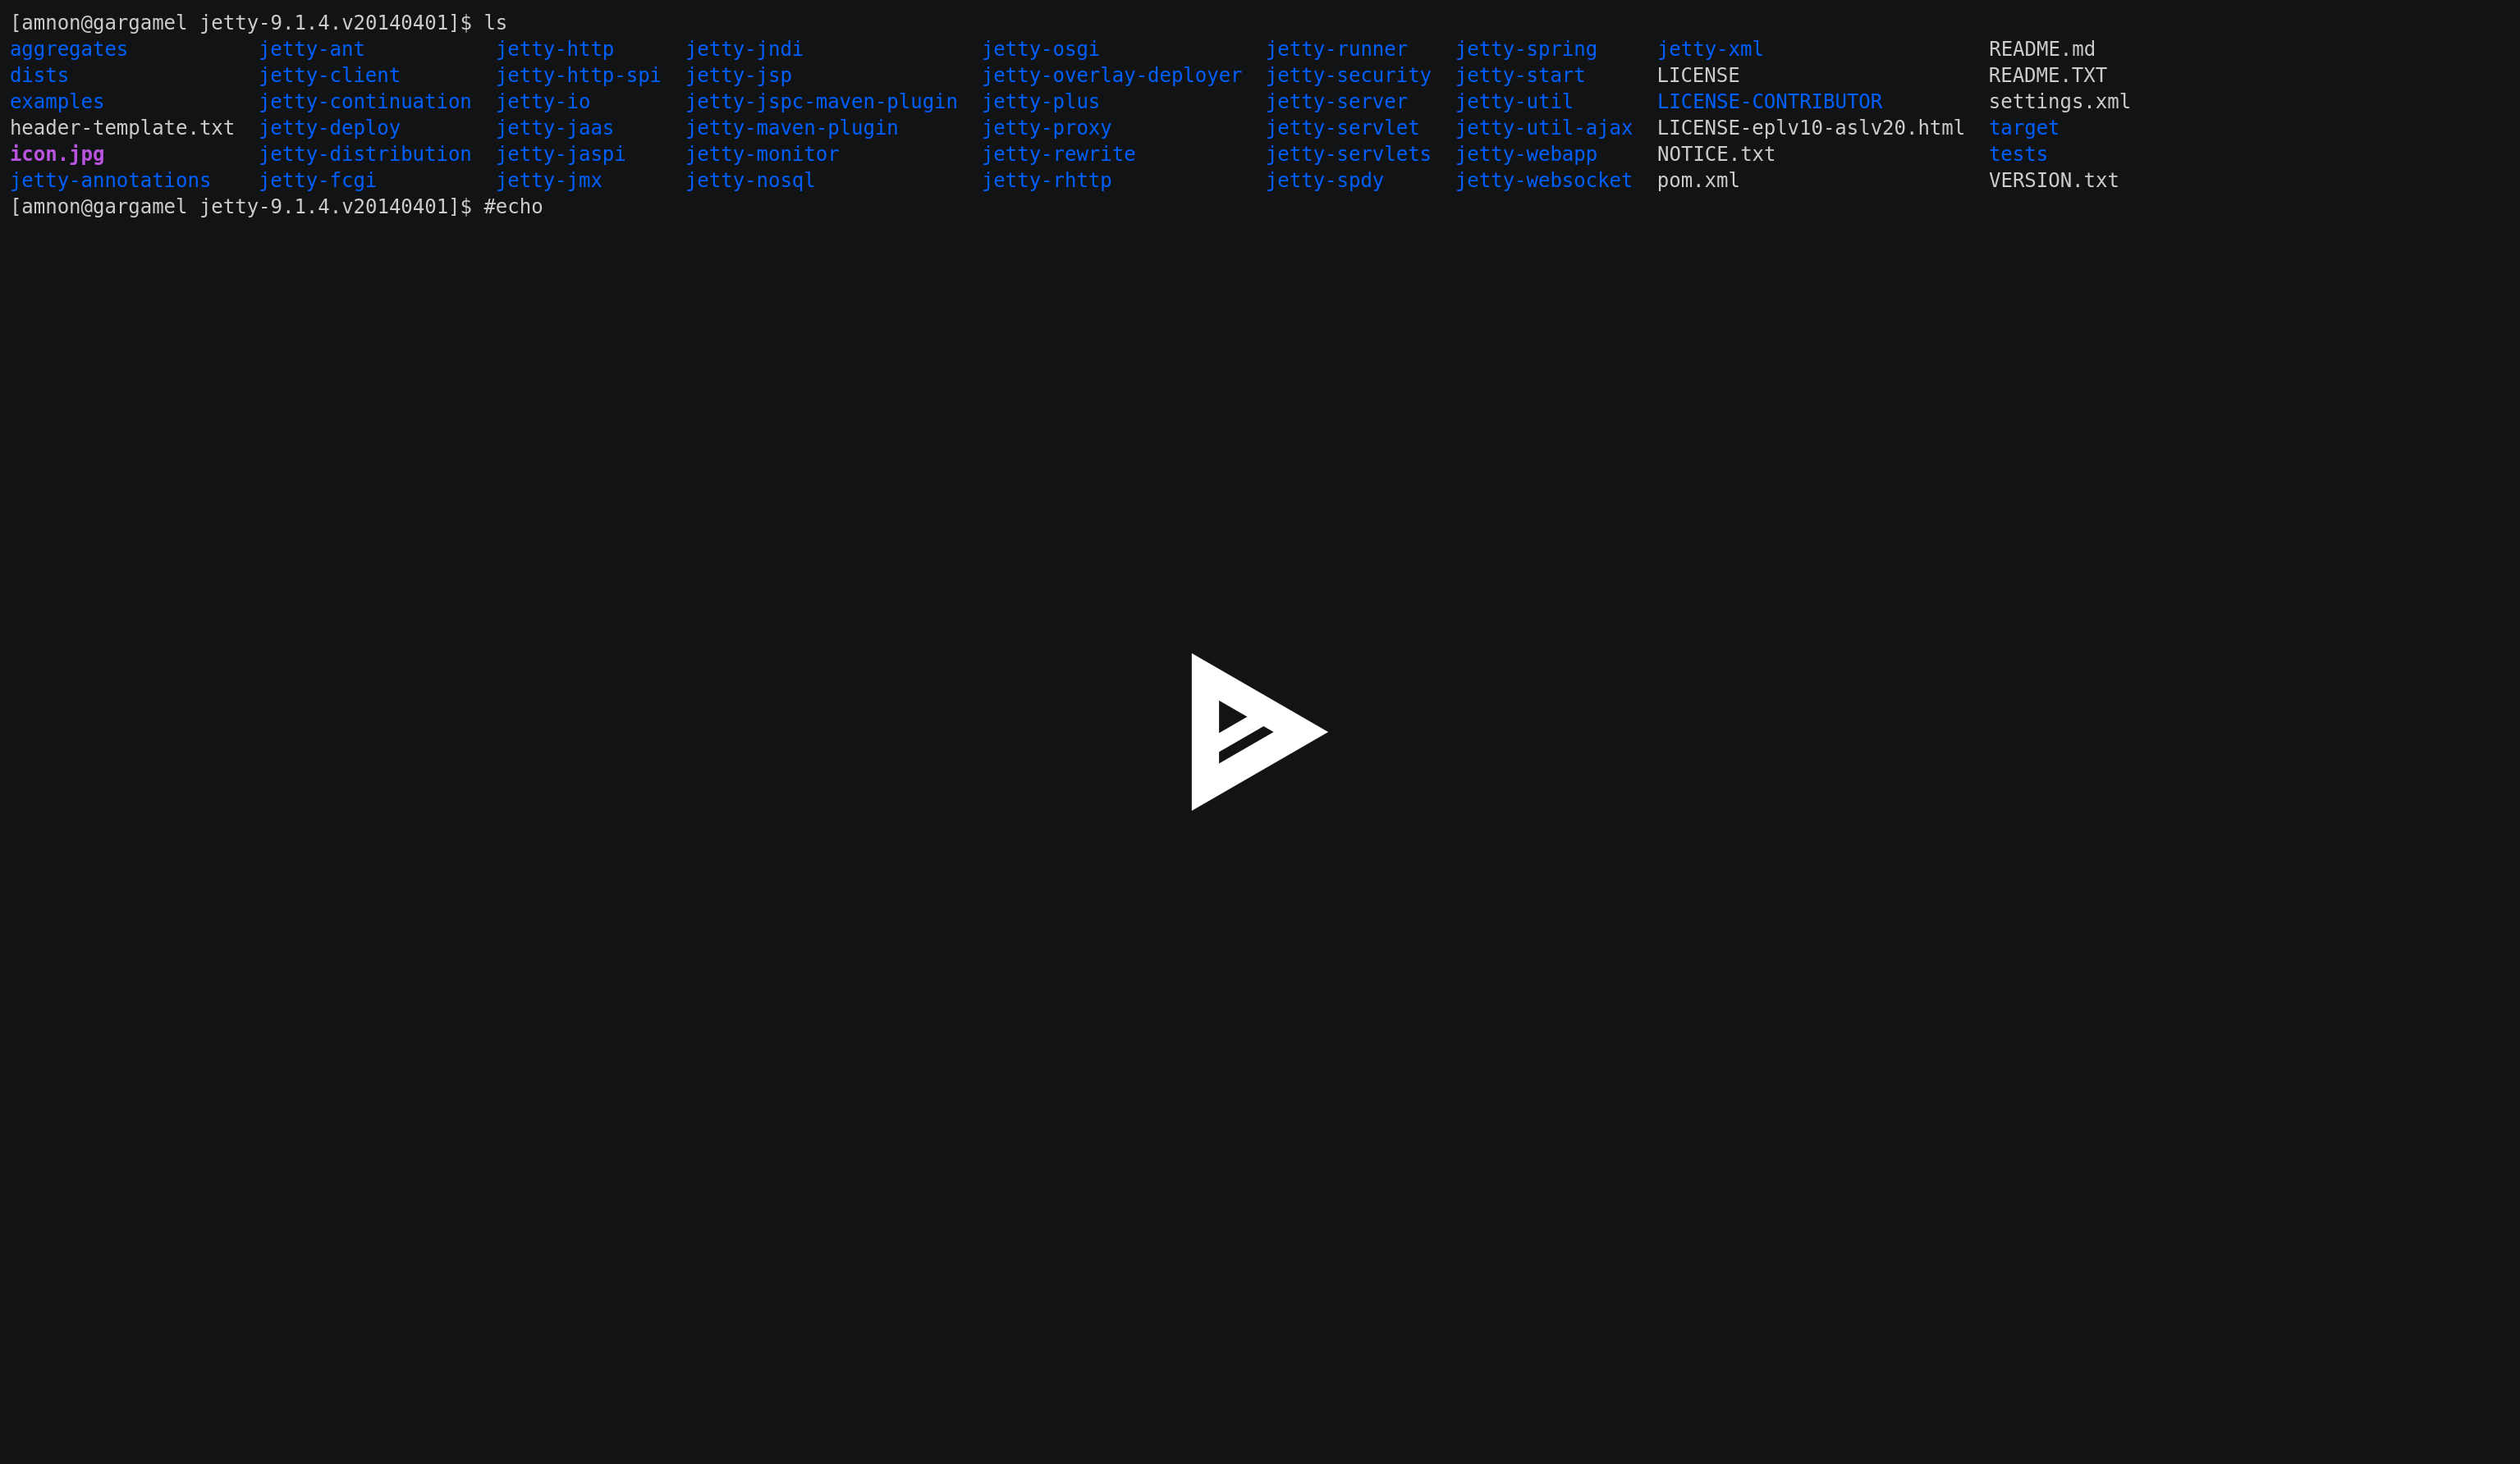 [amnon@gargamel jetty-9.1.4.v20140401]$ ls
aggregates           jetty-ant           jetty-http      jetty-jndi               jetty-osgi              jetty-runner    jetty-spring     jetty-xml                   README.md
dists                jetty-client        jetty-http-spi  jetty-jsp                jetty-overlay-deployer  jetty-security  jetty-start      LICENSE                     README.TXT
examples             jetty-continuation  jetty-io        jetty-jspc-maven-plugin  jetty-plus              jetty-server    jetty-util       LICENSE-CONTRIBUTOR         settings.xml
header-template.txt  jetty-deploy        jetty-jaas      jetty-maven-plugin       jetty-proxy             jetty-servlet   jetty-util-ajax  LICENSE-eplv10-aslv20.html  target
icon.jpg             jetty-distribution  jetty-jaspi     jetty-monitor            jetty-rewrite           jetty-servlets  jetty-webapp     NOTICE.txt                  tests
jetty-annotations    jetty-fcgi          jetty-jmx       jetty-nosql              jetty-rhttp             jetty-spdy      jetty-websocket  pom.xml                     VERSION.txt
[amnon@gargamel jetty-9.1.4.v20140401]$ #echo